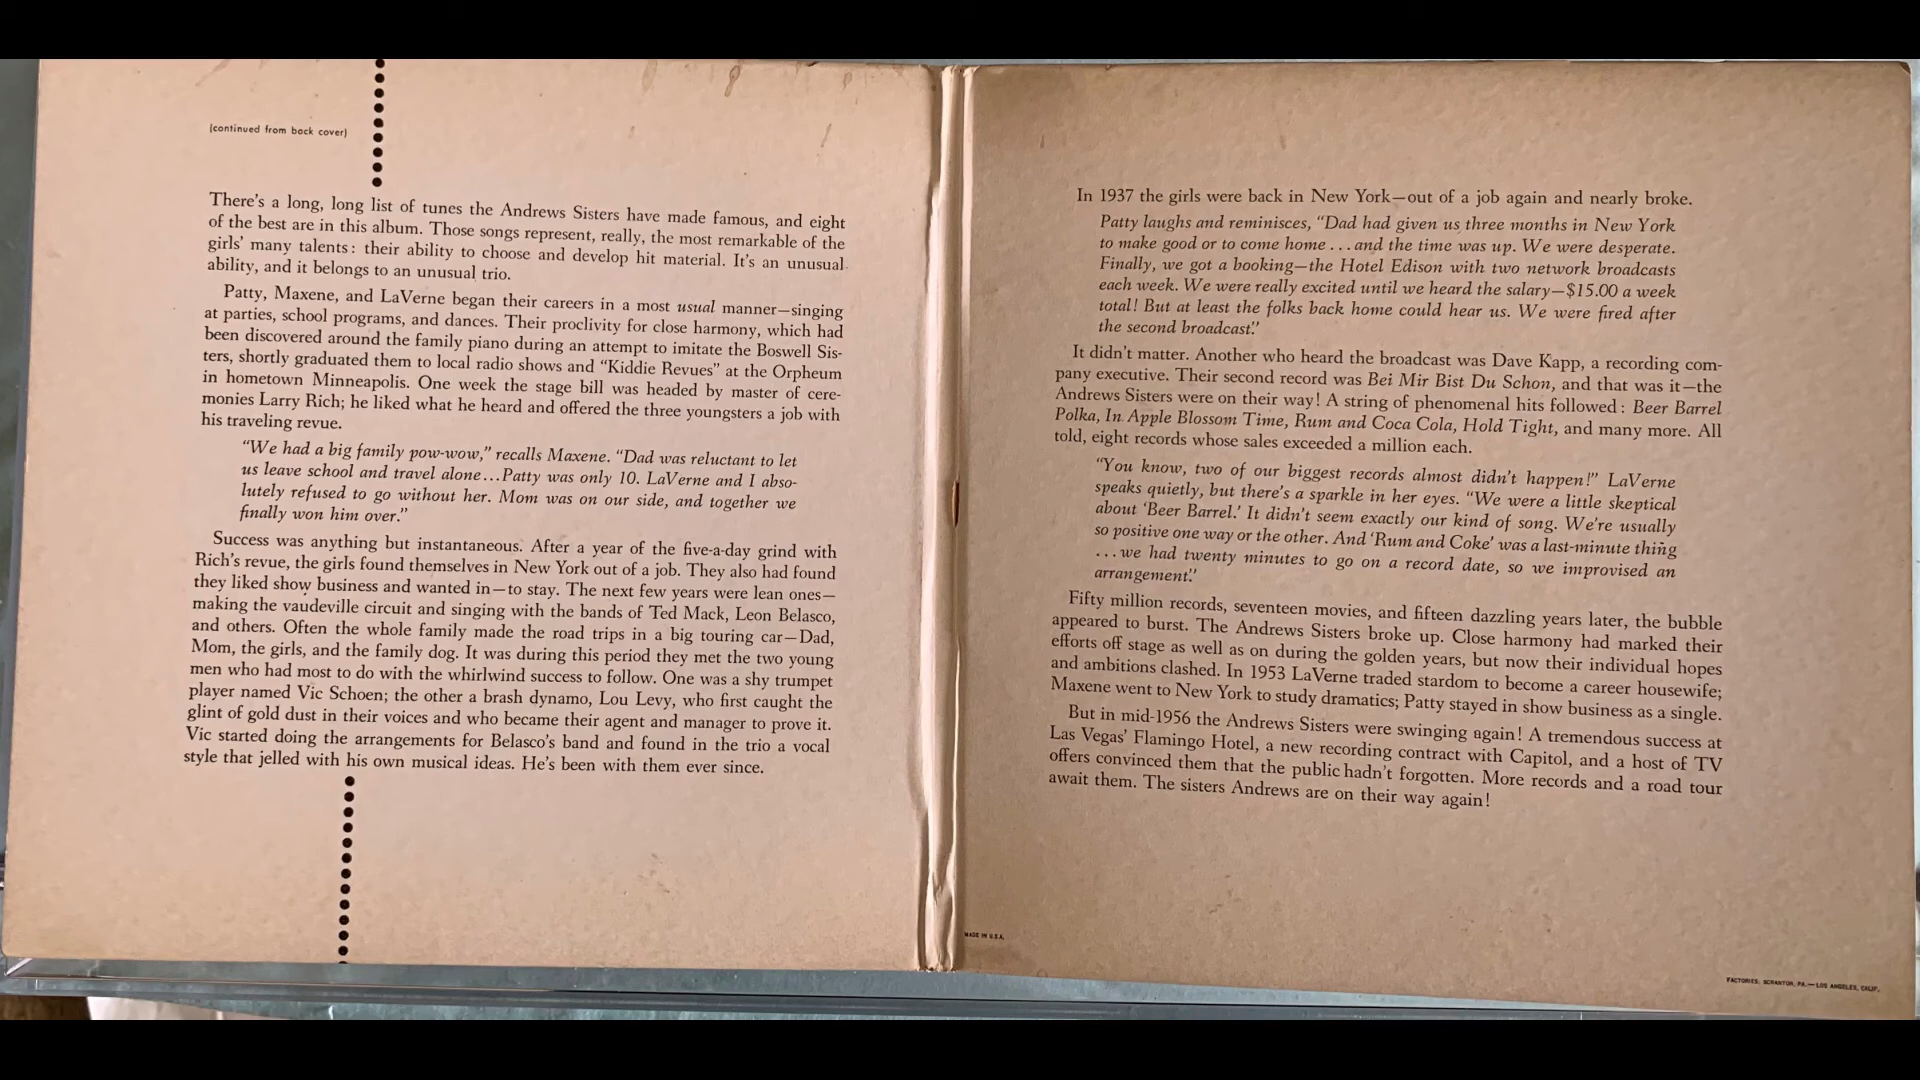 (continued from back cover)
There's a long, long list of tunes the Andrews Sisters have made famous, and eight
of the best are in this album. Those songs represent, really, the most remarkable of the
girls' many talents: their ability to choose and develop hit material. It's an unusual
ability, and it belongs to an unusual trio.
Patty, Maxene, and LaVerne began their careers in a most usual manner—singing
at parties, school programs, and dances. Their proclivity for close harmony, which had
been discovered around the family piano during an attempt to imitate the Boswell Sis-
ters, shortly graduated them to local radio shows and “Kiddie Revues” at the Orpheum
in hometown Minneapolis. One week the stage bill was headed by master of cere-
monies Larry Rich; he liked what he heard and offered the three youngsters a job with
his traveling revue.
“We had a big family pow-wow,” recalls Maxene. “Dad was reluctant to let
us leave school and travel alone...Patty was only 10. LaVerne and I abso-
lutely refused to go without her. Mom was on our side, and together we
finally won him over.”
Success was anything but instantaneous. After a year of the five-a-day grind with
Rich's revue, the girls found themselves in New York out of a job. They also had found
they liked show business and wanted in—to stay. The next few years were lean ones—
making the vaudeville circuit and singing with the bands of Ted Mack, Leon Belasco,
and others. Often the whole family made the road trips in a big touring car—Dad,
Mom, the girls, and the family dog. It was during this period they met the two young
men who had most to do with the whirlwind success to follow. One was a shy trumpet
player named Vic Schoen; the other a brash dynamo, Lou Levy, who first caught the
glint of gold dust in their voices and who became their agent and manager to prove it.
Vic started doing the arrangements for Belasco's band and found in the trio a vocal
style that jelled with his own musical ideas. He's been with them ever since.
In 1937 the girls were back in New York—out of a job again and nearly broke.
Patty laughs and reminisces, “Dad had given us three months in New York
to make good or to come home...and the time was up. We were desperate.
Finally, we got a booking—the Hotel Edison with two network broadcasts
each week. We were really excited until we heard the salary—$15.00 a week
total! But at least the folks back home could hear us. We were fired after
the second broadcast.”
It didn't matter. Another who heard the broadcast was Dave Kapp, a recording com-
pany executive. Their second record was Bei Mir Bist Du Schon, and that was it—the
Andrews Sisters were on their way! A string of phenomenal hits followed: Beer Barrel
Polka, In Apple Blossom Time, Rum and Coca Cola, Hold Tight, and many more. All
told, eight records whose sales exceeded a million each.
“You know, two of our biggest records almost didn't happen!” LaVerne
speaks quietly, but there's a sparkle in her eyes. “We were a little skeptical
about ‘Beer Barrel.’ It didn't seem exactly our kind of song. We're usually
so positive one way or the other. And ‘Rum and Coke’ was a last-minute thing
...we had twenty minutes to go on a record date, so we improvised an
arrangement.”
Fifty million records, seventeen movies, and fifteen dazzling years later, the bubble
appeared to burst. The Andrews Sisters broke up. Close harmony had marked their
efforts off stage as well as on during the golden years, but now their individual hopes
and ambitions clashed. In 1953 LaVerne traded stardom to become a career housewife;
Maxene went to New York to study dramatics; Patty stayed in show business as a single.
But in mid-1956 the Andrews Sisters were swinging again! A tremendous success at
Las Vegas' Flamingo Hotel, a new recording contract with Capitol, and a host of TV
offers convinced them that the public hadn't forgotten. More records and a road tour
await them. The sisters Andrews are on their way again!
MADE IN U.S.A.
FACTORIES: SCRANTON, PA.—LOS ANGELES, CALIF.